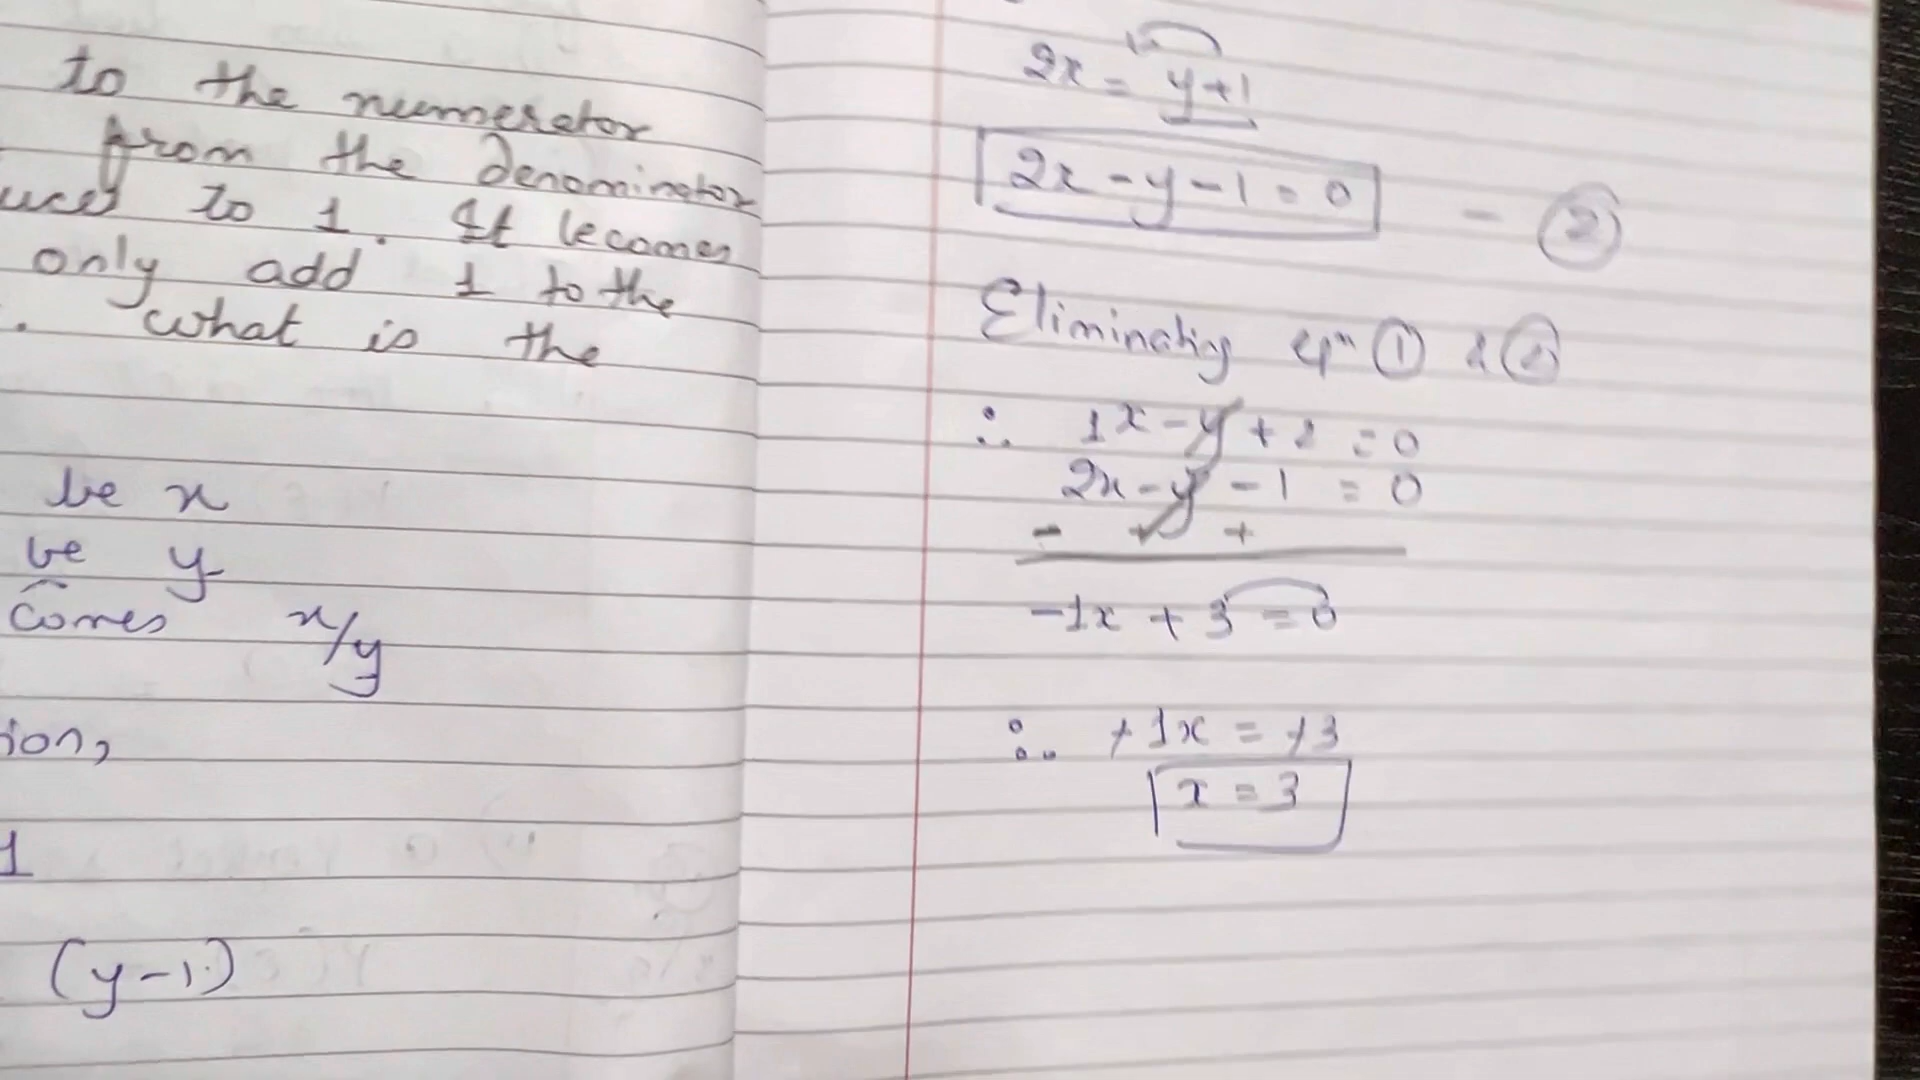 to the numerator
from the denominator
uces to 1. It becomes
only add 1 to the
. what is the
be x
be y
comes x/y
ion,
1
(y-1)
2x = y+1
2x - y - 1 = 0 - 2
Eliminating eqn 1 & 2
∴ 1x - y + 2 = 0
2x - y - 1 = 0
- + +
-1x + 3 = 0
∴ +1x = +3
x = 3